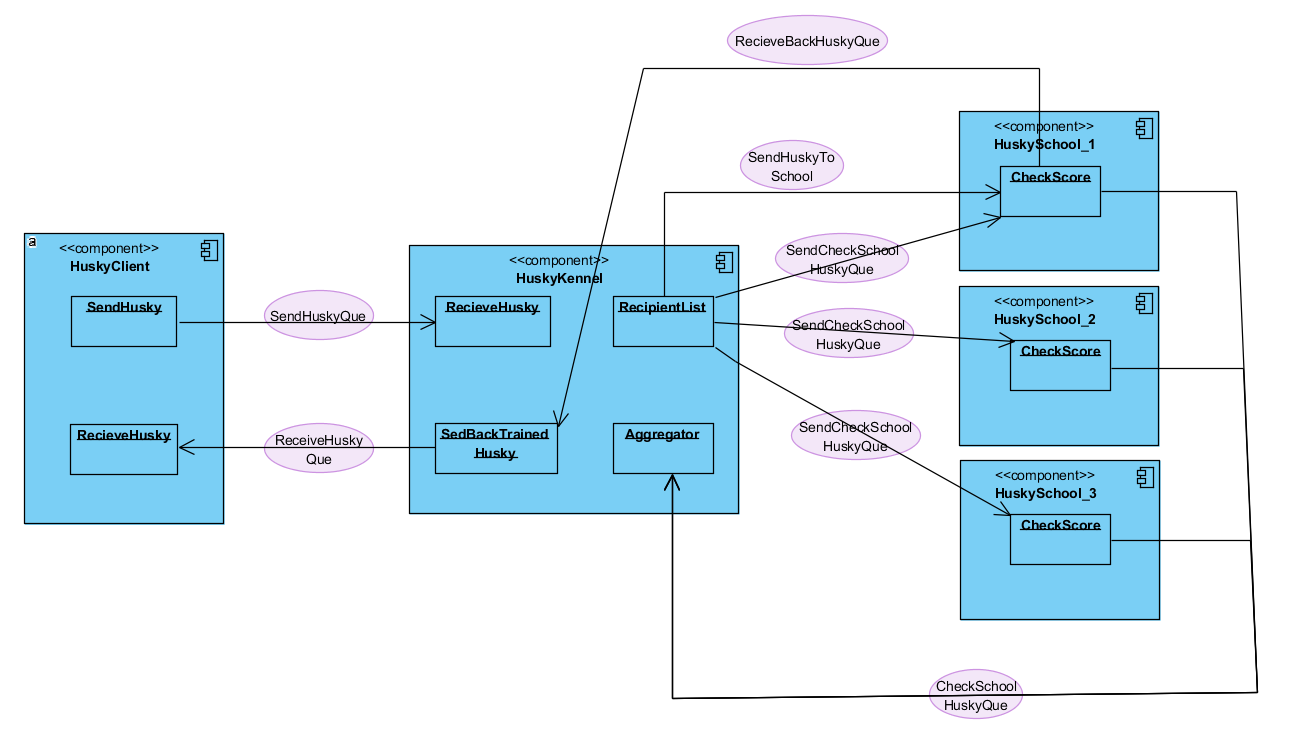 RecieveBackHuskyQue
<<component>>
HuskySchool_1
CheckScore
SendHuskyTo
School
a
<<component>>
HuskyClient
SendHusky
RecieveHusky
SendHuskyQue
ReceiveHusky
Que
<<component>>
HuskyKennel
RecieveHusky
RecipientList
SedBackTrained
Husky
Aggregator
SendCheckSchool
HuskyQue
SendCheckSchool
HuskyQue
SendCheckSchool
HuskyQue
<<component>>
HuskySchool_2
CheckScore
<<component>>
HuskySchool_3
CheckScore
CheckSchool
HuskyQue